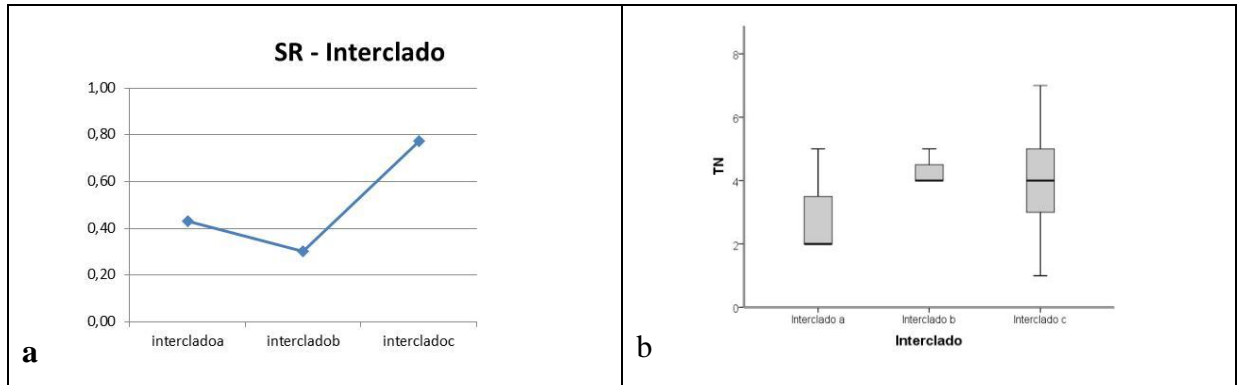 SR - Interclado
1,00
0,80
0,60
0,40
0,20
0,00
intercladoa intercladob intercladoc
a
TN
8
6
4
2
0
Interclado a Interclado b Interclado c
Interclado
b